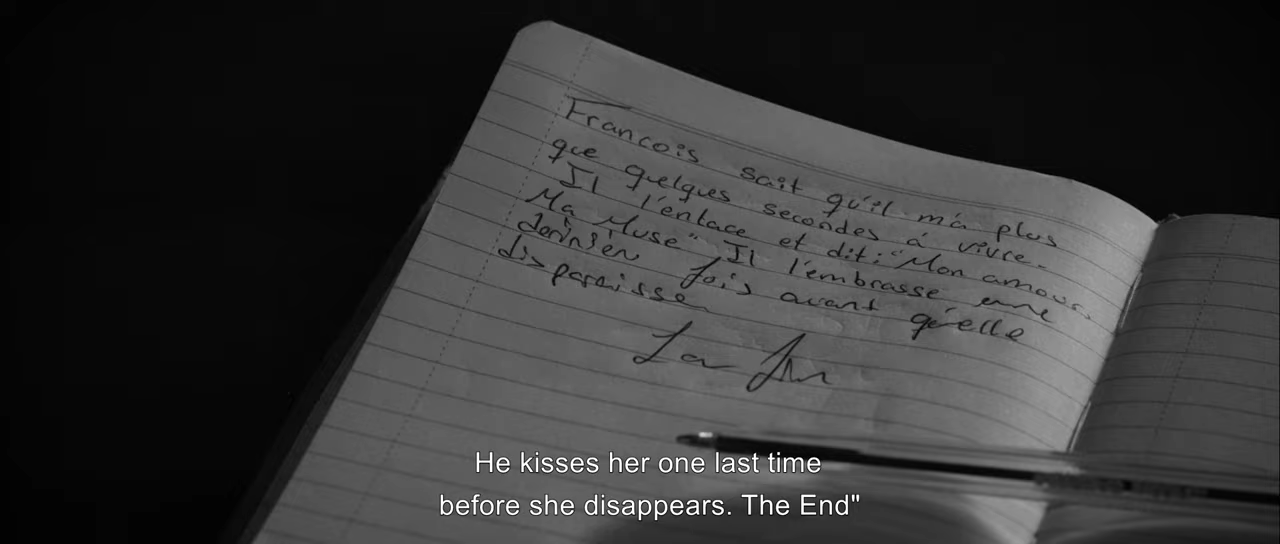 Francois sait qu'il m'a plus
que quelques secondes à vivre.
Il l'enlace et dit: "Mon amour.
Ma Muse" Il l'embrasse une
dernier fois avant qu'elle
disparaisse.
La fin
He kisses her one last time
before she disappears. The End"